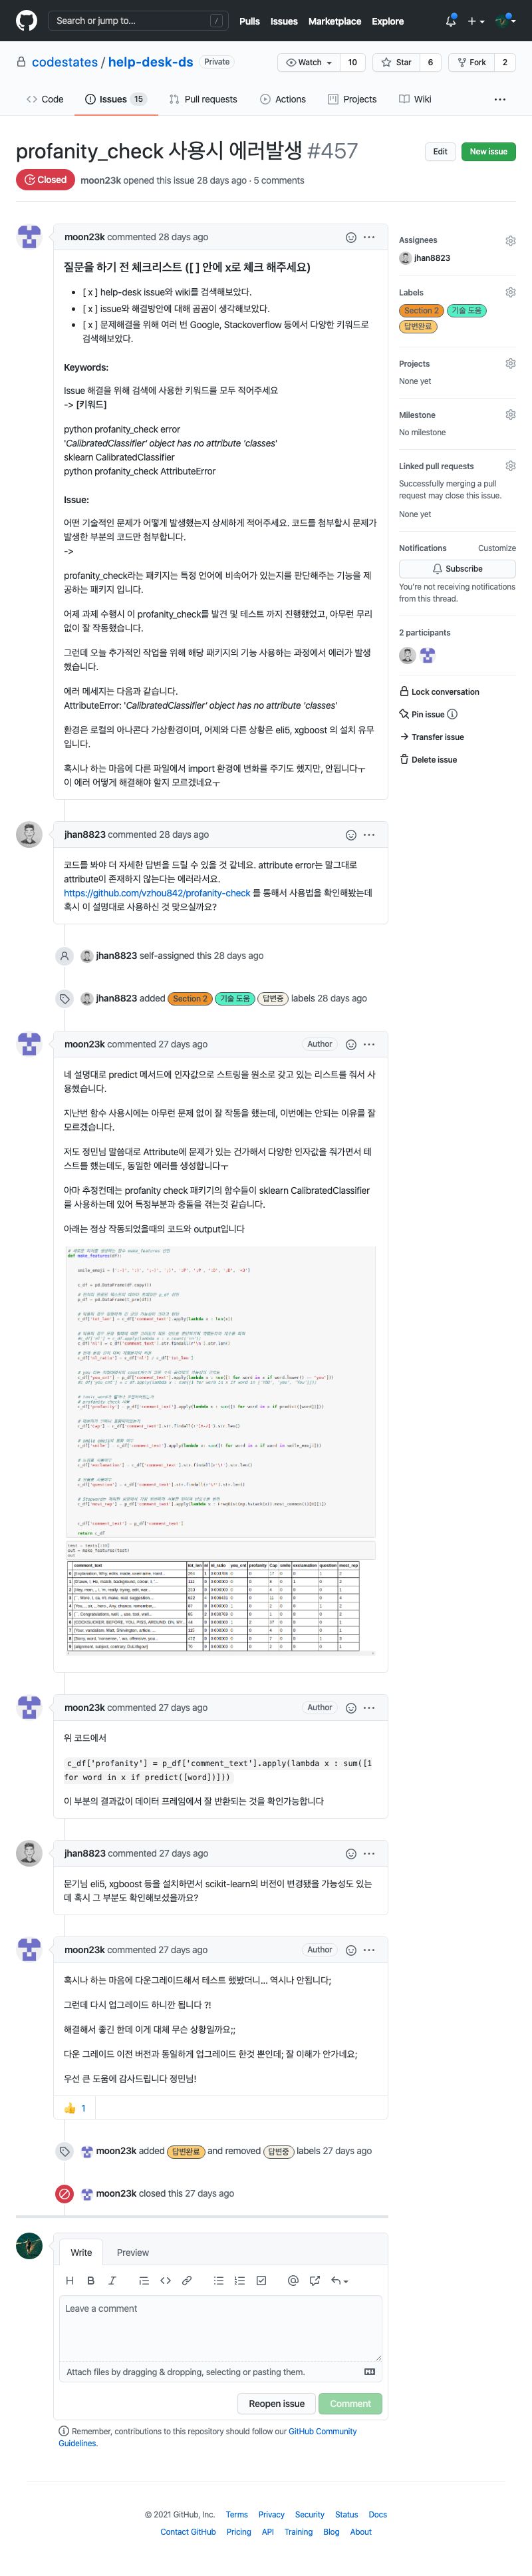 Search or jump to...
/
Pulls Issues Marketplace Explore
codestates / help-desk-ds Private
Watch 10 Star 6 Fork 2
Code Issues 15 Pull requests Actions Projects Wiki
profanity_check 사용시 에러발생 #457
Edit New issue
Closed moon23k opened this issue 28 days ago · 5 comments
moon23k commented 28 days ago
질문을 하기 전 체크리스트 ([ ] 안에 x로 체크 해주세요)
[ x ] help-desk issue와 wiki를 검색해보았다.
[ x ] issue와 해결방안에 대해 곰곰이 생각해보았다.
[ x ] 문제해결을 위해 여러 번 Google, Stackoverflow 등에서 다양한 키워드로
검색해보았다.
Keywords:
Issue 해결을 위해 검색에 사용한 키워드를 모두 적어주세요
-> [키워드]
python profanity_check error
'CalibratedClassifier' object has no attribute 'classes'
sklearn CalibratedClassifier
python profanity_check AttributeError
Issue:
어떤 기술적인 문제가 어떻게 발생했는지 상세하게 적어주세요. 코드를 첨부할시 문제가
발생한 부분의 코드만 첨부합니다.
->
profanity_check라는 패키지는 특정 언어에 비속어가 있는지를 판단해주는 기능을 제
공하는 패키지 입니다.
어제 과제 수행시 이 profanity_check를 발견 및 테스트 까지 진행했었고, 아무런 무리
없이 잘 작동했습니다.
그런데 오늘 추가적인 작업을 위해 해당 패키지의 기능 사용하는 과정에서 에러가 발생
했습니다.
에러 메세지는 다음과 같습니다.
AttributeError: 'CalibratedClassifier' object has no attribute 'classes'
환경은 로컬의 아나콘다 가상환경이며, 어제와 다른 상황은 eli5, xgboost 의 설치 유무
입니다.
혹시나 하는 마음에 다른 파일에서 import 환경에 변화를 주기도 했지만, 안됩니다ㅜ
이 에러 어떻게 해결해야 할지 모르겠네요ㅜ
Assignees
jhan8823
Labels
Section 2 기술 도움
답변완료
Projects
None yet
Milestone
No milestone
Linked pull requests
Successfully merging a pull
request may close this issue.
None yet
Notifications Customize
Subscribe
You're not receiving notifications
from this thread.
2 participants
Lock conversation
Pin issue
Transfer issue
Delete issue
jhan8823 commented 28 days ago
코드를 봐야 더 자세한 답변을 드릴 수 있을 것 같네요. attribute error는 말그대로
attribute이 존재하지 않는다는 에러라서요.
https://github.com/vzhou842/profanity-check 를 통해서 사용법을 확인해봤는데
혹시 이 설명대로 사용하신 것 맞으실까요?
jhan8823 self-assigned this 28 days ago
jhan8823 added Section 2 기술 도움 답변중 labels 28 days ago
moon23k commented 27 days ago Author
네 설명대로 predict 메서드에 인자값으로 스트링을 원소로 갖고 있는 리스트를 줘서 사
용했습니다.
지난번 함수 사용시에는 아무런 문제 없이 잘 작동을 했는데, 이번에는 안되는 이유를 잘
모르겠습니다.
저도 정민님 말씀대로 Attribute에 문제가 있는 건가해서 다양한 인자값을 줘가면서 테
스트를 했는데도, 동일한 에러를 생성합니다ㅜ
아마 추정컨데는 profanity check 패키기의 함수들이 sklearn CalibratedClassifier
를 사용하는데 있어 특정부분과 충돌을 겪는것 같습니다.
아래는 정상 작동되었을때의 코드와 output입니다
def make_features(df):
return c_df
moon23k commented 27 days ago Author
위 코드에서
c_df['profanity'] = p_df['comment_text'].apply(lambda x : sum([1
for word in x if predict([word])]))
이 부분의 결과값이 데이터 프레임에서 잘 반환되는 것을 확인가능합니다
jhan8823 commented 27 days ago
문기님 eli5, xgboost 등을 설치하면서 scikit-learn의 버전이 변경됐을 가능성도 있는
데 혹시 그 부분도 확인해보셨을까요?
moon23k commented 27 days ago Author
혹시나 하는 마음에 다운그레이드해서 테스트 했봤더니... 역시나 안됩니다;
그런데 다시 업그레이드 하니깐 됩니다 ?!
해결해서 좋긴 한데 이게 대체 무슨 상황일까요;;
다운 그레이드 이전 버전과 동일하게 업그레이드 한것 뿐인데; 잘 이해가 안가네요;
우선 큰 도움에 감사드립니다 정민님!
👍 1
moon23k added 답변완료 and removed 답변중 labels 27 days ago
moon23k closed this 27 days ago
Write Preview
Leave a comment
Attach files by dragging & dropping, selecting or pasting them.
Reopen issue Comment
Remember, contributions to this repository should follow our GitHub Community
Guidelines.
© 2021 GitHub, Inc. Terms Privacy Security Status Docs
Contact GitHub Pricing API Training Blog About